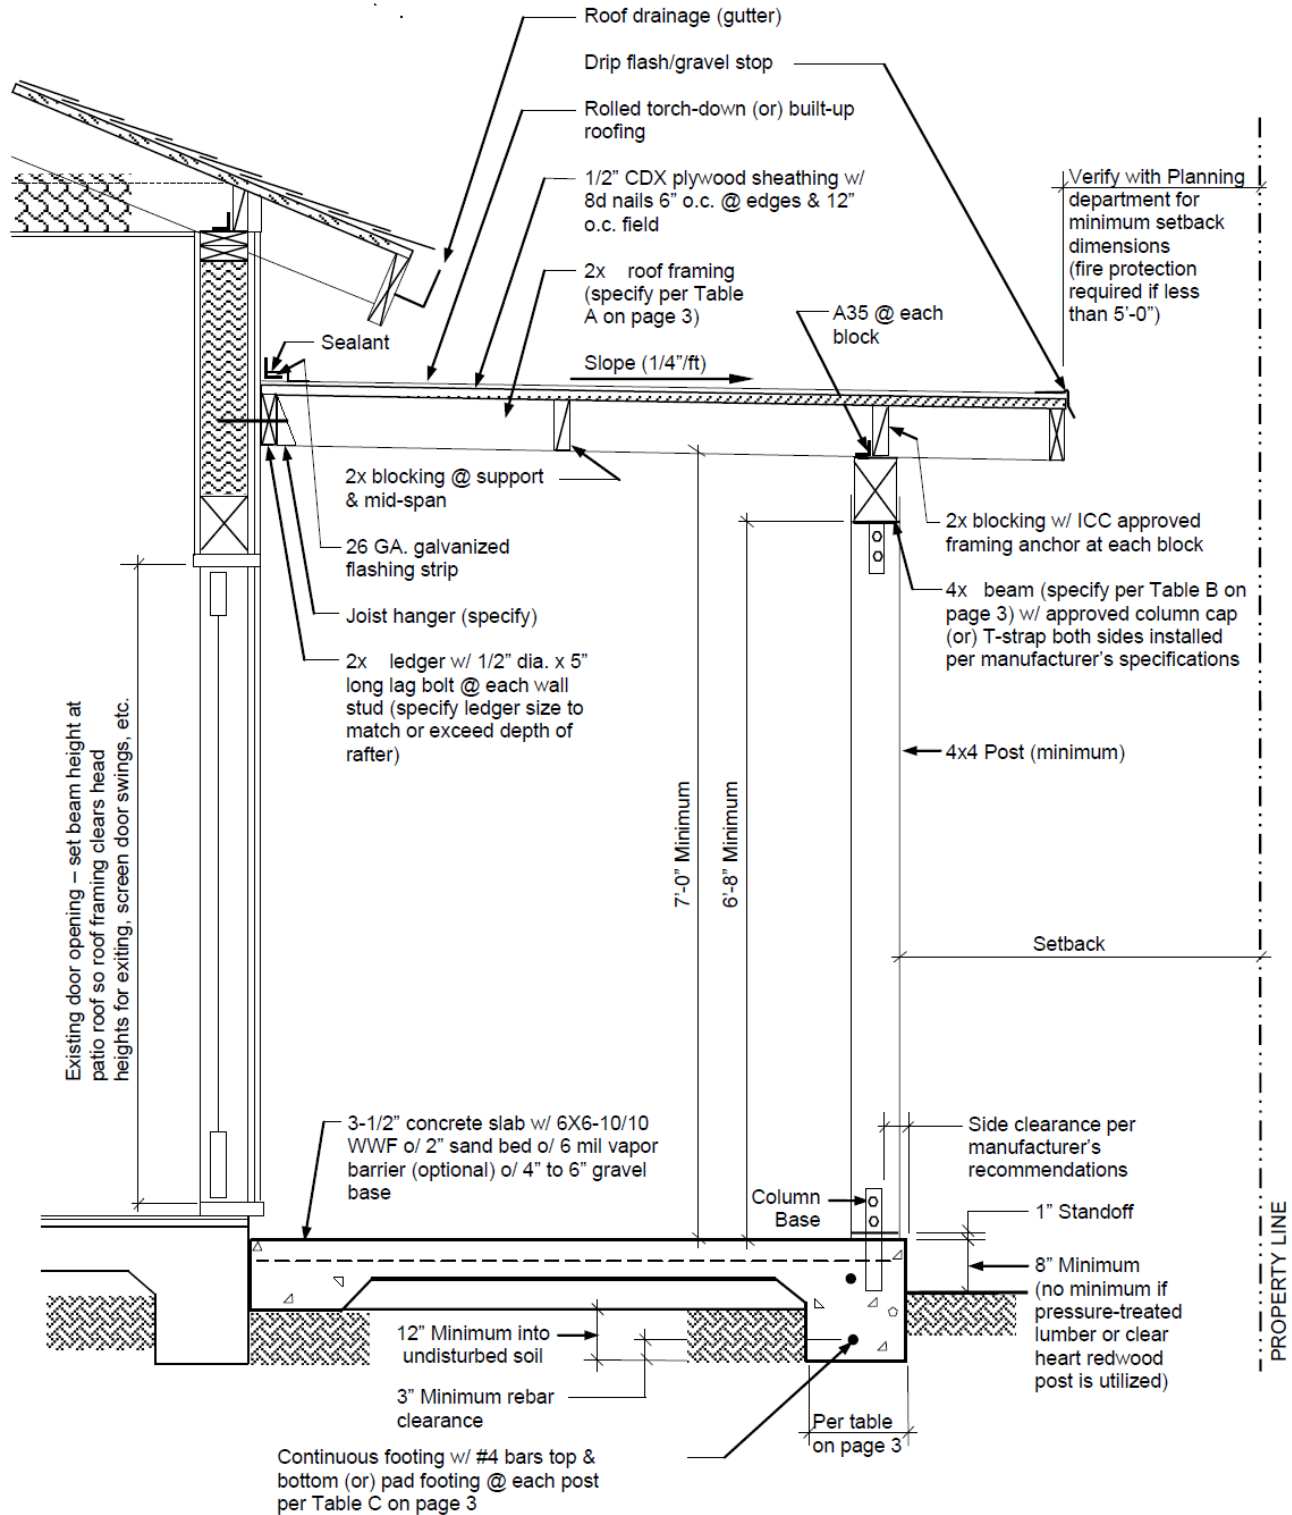 Roof drainage (gutter)
Drip flash/gravel stop
Rolled torch-down (or) built-up
roofing
1/2” CDX plywood sheathing w/
8d nails 6” o.c. @ edges & 12”
o.c. field
2x roof framing
(specify per Table
A on page 3)
Slope (1/4”/ft)
Verify with Planning
department for
minimum setback
dimensions
(fire protection
required if less
than 5’-0”)
A35 @ each
block
Sealant
2x blocking @ support
& mid-span
26 GA. galvanized
flashing strip
Joist hanger (specify)
2x ledger w/ 1/2” dia. x 5”
long lag bolt @ each wall
stud (specify ledger size to
match or exceed depth of
rafter)
2x blocking w/ ICC approved
framing anchor at each block
4x beam (specify per Table B on
page 3) w/ approved column cap
(or) T-strap both sides installed
per manufacturer’s specifications
4x4 Post (minimum)
Existing door opening – set beam height at
patio roof so roof framing clears head
heights for exiting, screen door swings, etc.
7’-0” Minimum
6’-8” Minimum
Setback
3-1/2” concrete slab w/ 6X6-10/10
WWF o/ 2” sand bed o/ 6 mil vapor
barrier (optional) o/ 4” to 6” gravel
base
Column
Base
Side clearance per
manufacturer’s
recommendations
1” Standoff
8” Minimum
(no minimum if
pressure-treated
lumber or clear
heart redwood
post is utilized)
PROPERTY LINE
12” Minimum into
undisturbed soil
3” Minimum rebar
clearance
Per table
on page 3
Continuous footing w/ #4 bars top &
bottom (or) pad footing @ each post
per Table C on page 3